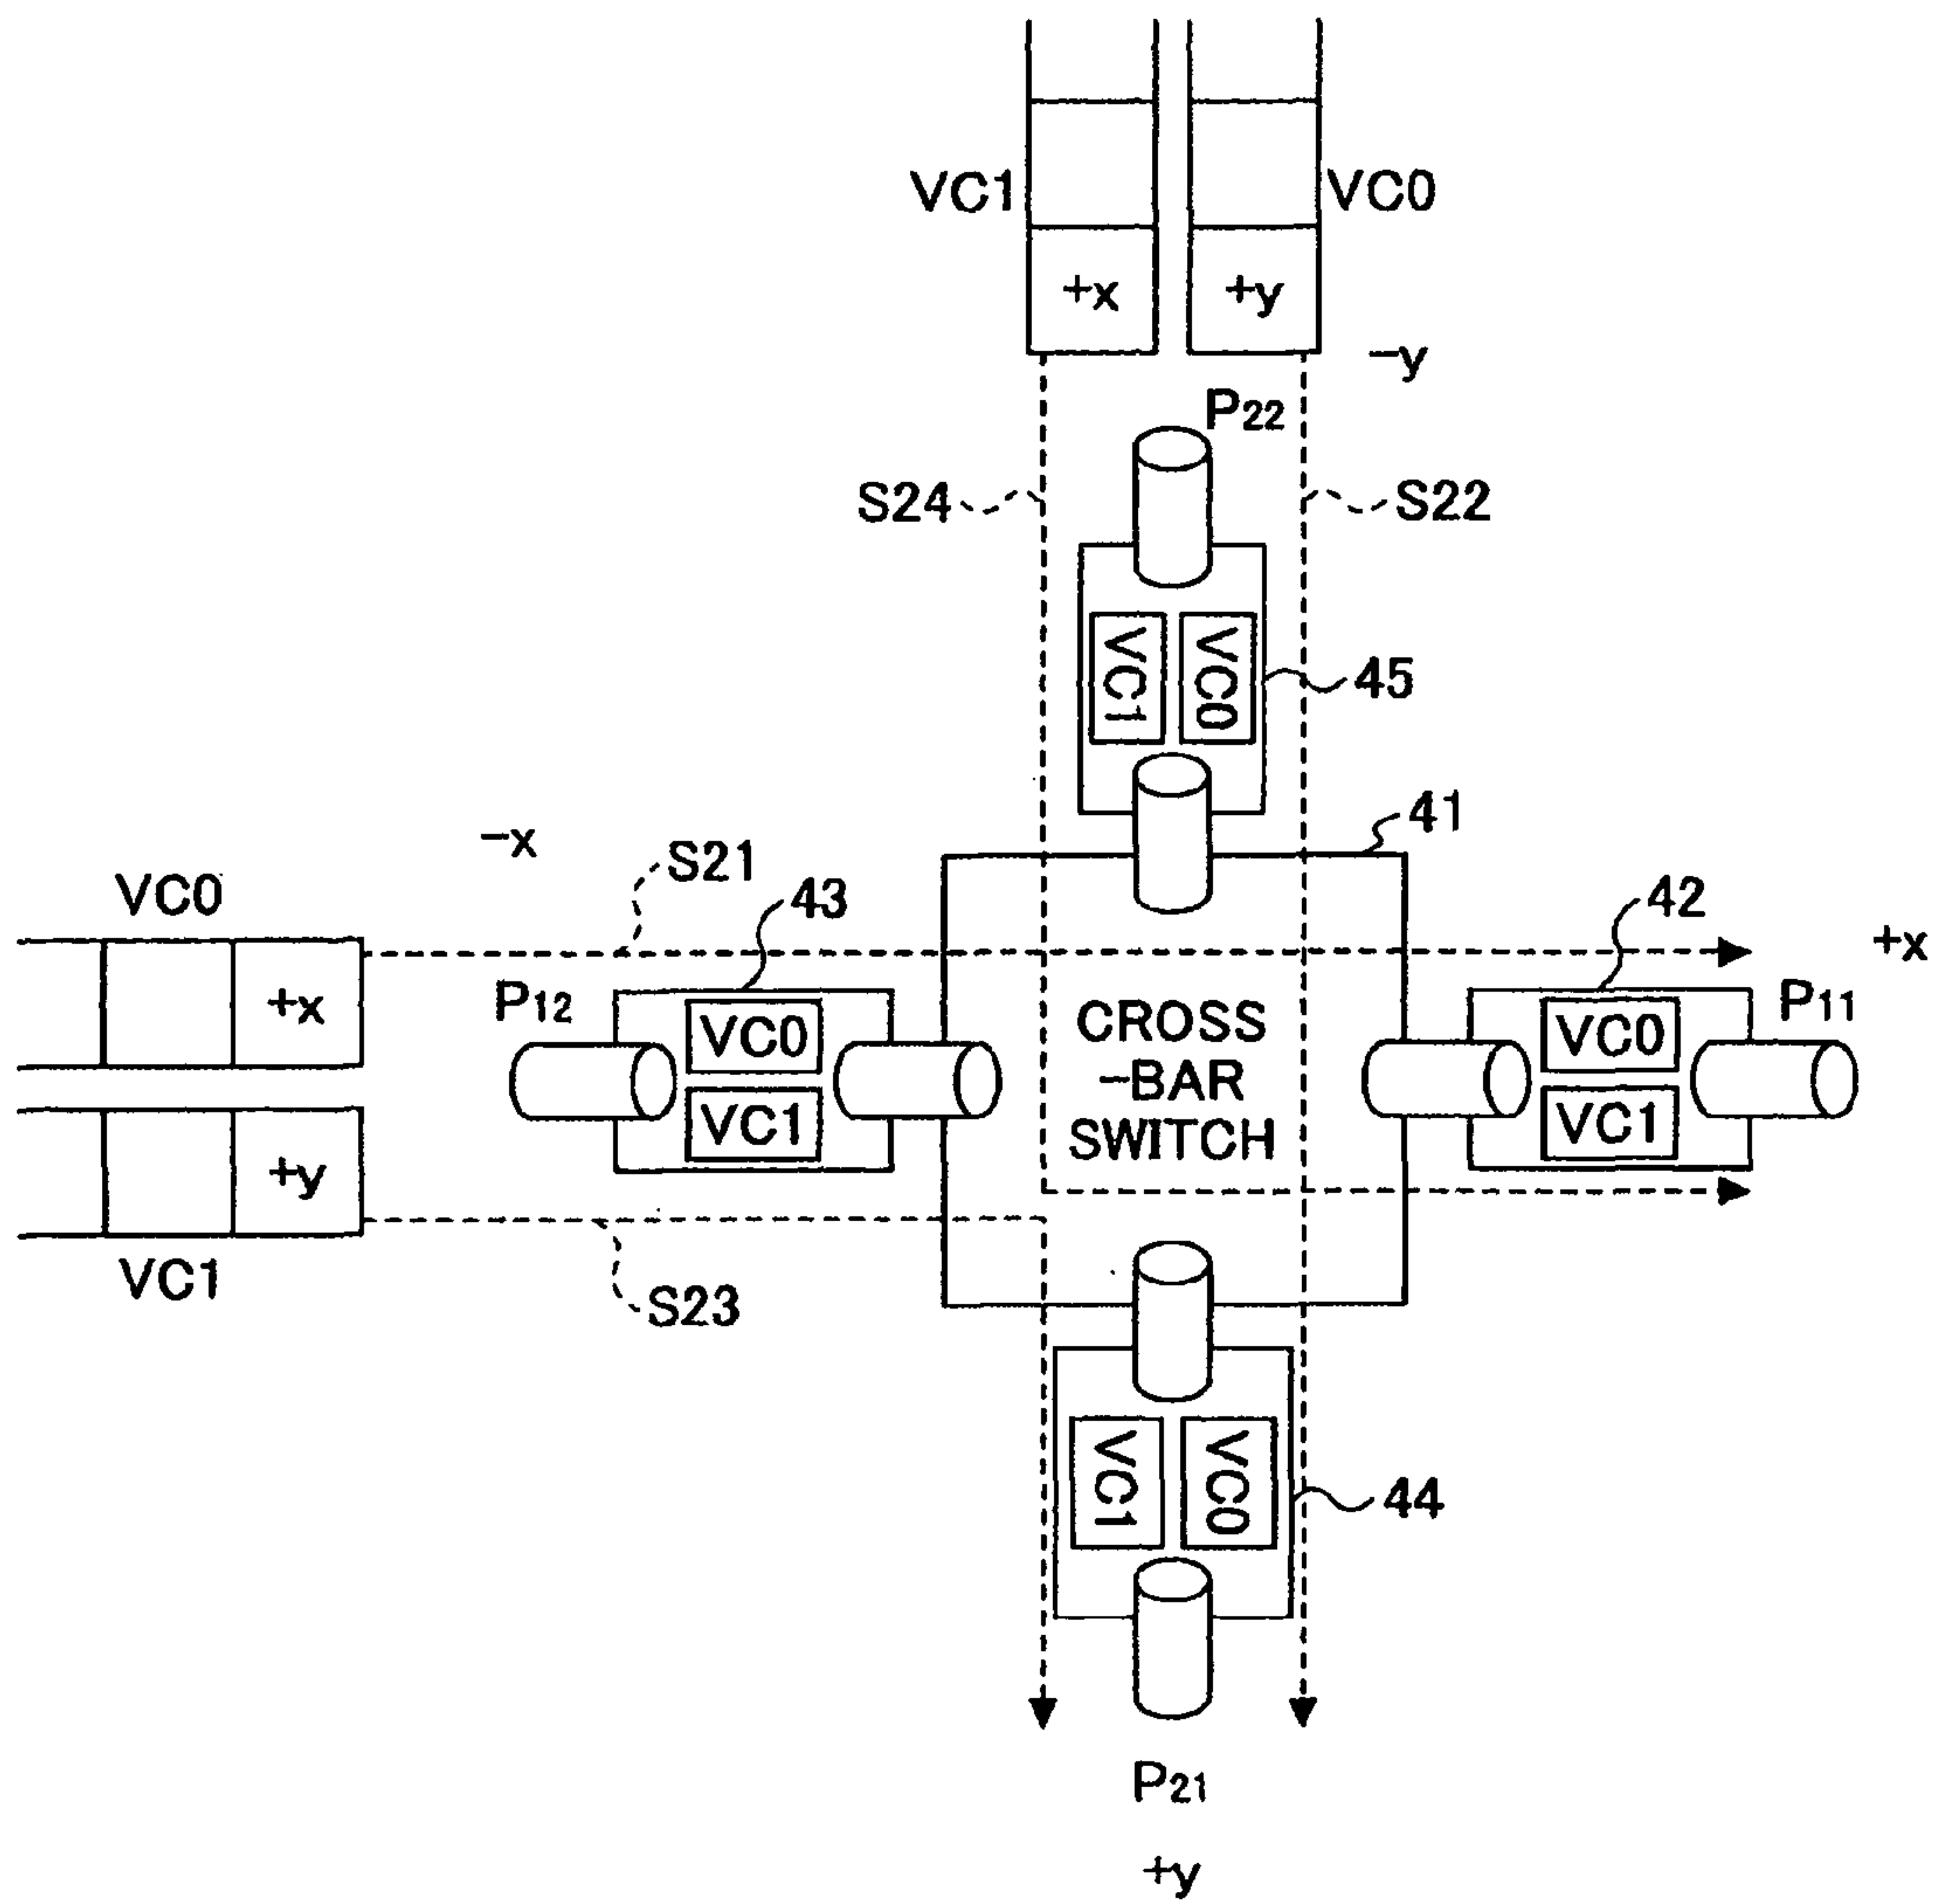 VC1
VC0
+x
+y
-y
P22
S24
S22
VC1
VC0
45
41
-x
S21
VC0
43
42
+x
+x
P12
VC0
CROSS
-BAR
SWITCH
VC0
P11
VC1
VC1
+y
VC1
S23
VC1
VC0
44
P21
+y